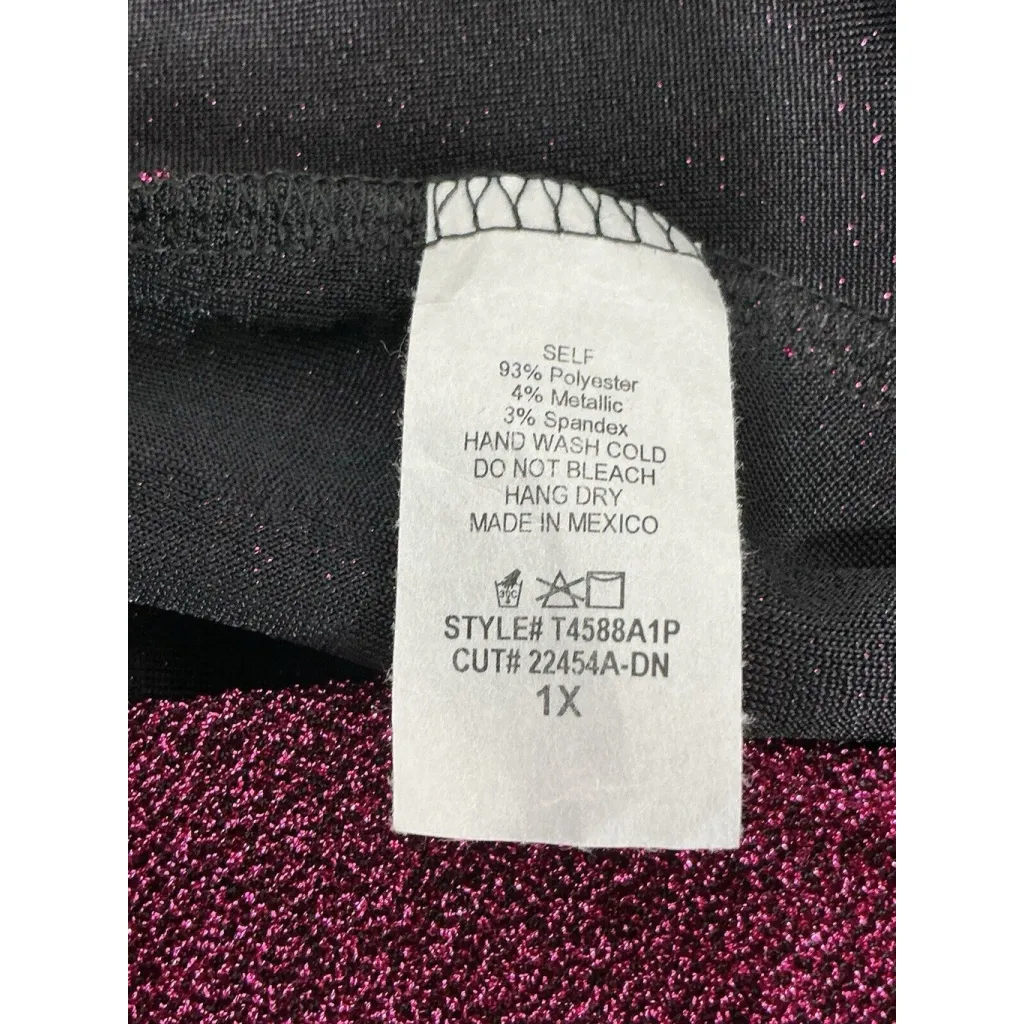 SELF
93% Polyester
4% Metallic
3% Spandex
HAND WASH COLD
DO NOT BLEACH
HANG DRY
MADE IN MEXICO
30C
STYLE# T4588A1P
CUT# 22454A-DN
1X